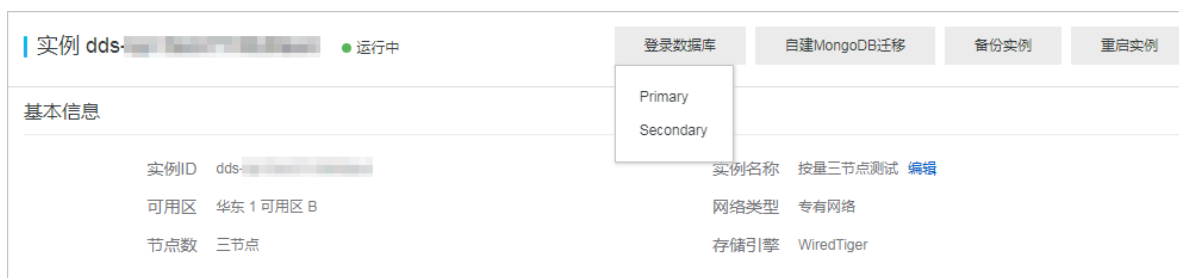 实例 dds- 运行中 登录数据库 自建MongoDB迁移 备份实例 重启实例
Primary
基本信息
Secondary
实例ID dds- 实例名称 按量三节点测试 编辑
可用区 华东 1 可用区 B 网络类型 专有网络
节点数 三节点 存储引擎 WiredTiger